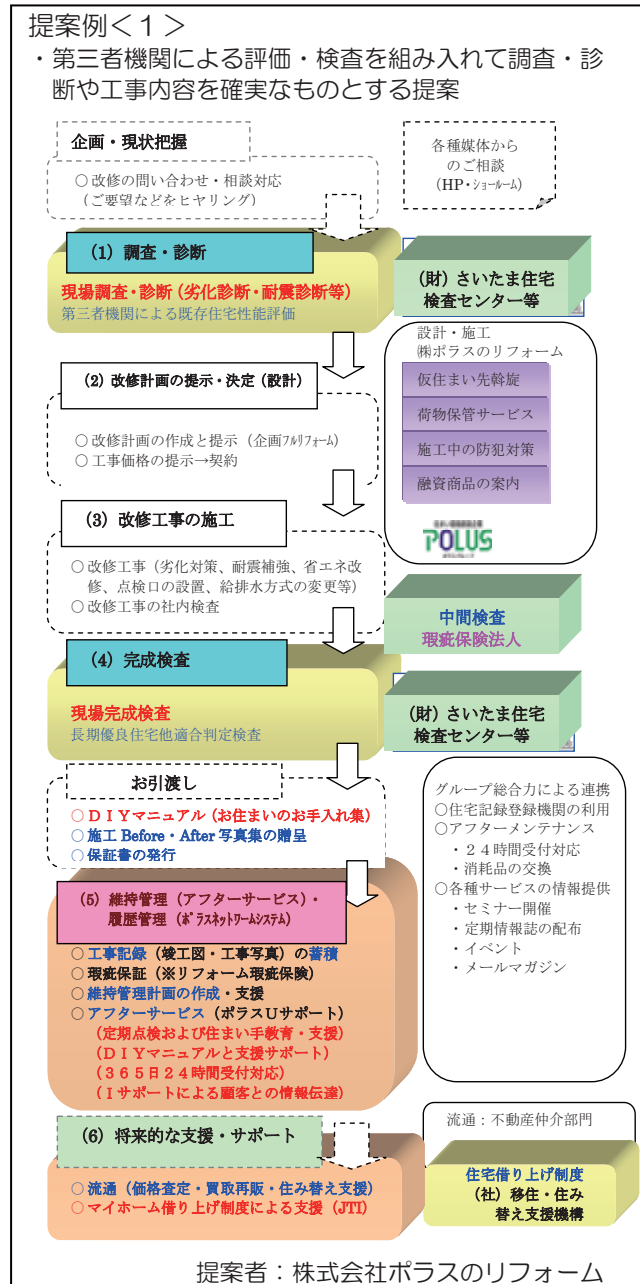 提案例＜１＞
・第三者機関による評価・検査を組み入れて調査・診
断や工事内容を確実なものとする提案
企画・現状把握
○改修の問い合わせ・相談対応
（ご要望などをヒヤリング）
各種媒体から
のご相談
（HP・ｼｮｰﾙｰﾑ）
(1) 調査・診断
現場調査・診断（劣化診断・耐震診断等）
第三者機関による既存住宅性能評価
（財）さいたま住宅
検査センター等
(2) 改修計画の提示・決定（設計）
○改修計画の作成と提示（企画ﾌﾙﾘﾌｫｰﾑ）
○工事価格の提示→契約
設計・施工
㈱ポラスのリフォーム
仮住まい先斡旋
荷物保管サービス
施工中の防犯対策
融資商品の案内
POLUS
(3) 改修工事の施工
○改修工事（劣化対策、耐震補強、省エネ改
修、点検口の設置、給排水方式の変更等）
○改修工事の社内検査
中間検査
瑕疵保険法人
(4) 完成検査
現場完成検査
長期優良住宅他適合判定検査
（財）さいたま住宅
検査センター等
お引渡し
○ＤＩＹマニュアル（お住まいのお手入れ集）
○施工 Before・After 写真集の贈呈
○保証書の発行
(5) 維持管理（アフターサービス）・
履歴管理（ﾎﾟﾗｽﾈｯﾄﾜｰﾑｼｽﾃﾑ）
○工事記録（竣工図・工事写真）の蓄積
○瑕疵保証（※リフォーム瑕疵保険）
○維持管理計画の作成・支援
○アフターサービス（ポラスＵサポート）
（定期点検および住まい手教育・支援）
（ＤＩＹマニュアルと支援サポート）
（３６５日２４時間受付対応）
（Ｉサポートによる顧客との情報伝達）
グループ総合力による連携
○住宅記録登録機関の利用
○アフターメンテナンス
・２４時間受付対応
・消耗品の交換
○各種サービスの情報提供
・セミナー開催
・定期情報誌の配布
・イベント
・メールマガジン
(6) 将来的な支援・サポート
○流通（価格査定・買取再販・住み替え支援）
○マイホーム借り上げ制度による支援（JTI）
流通：不動産仲介部門
住宅借り上げ制度
（社）移住・住み
替え支援機構
提案者：株式会社ポラスのリフォーム